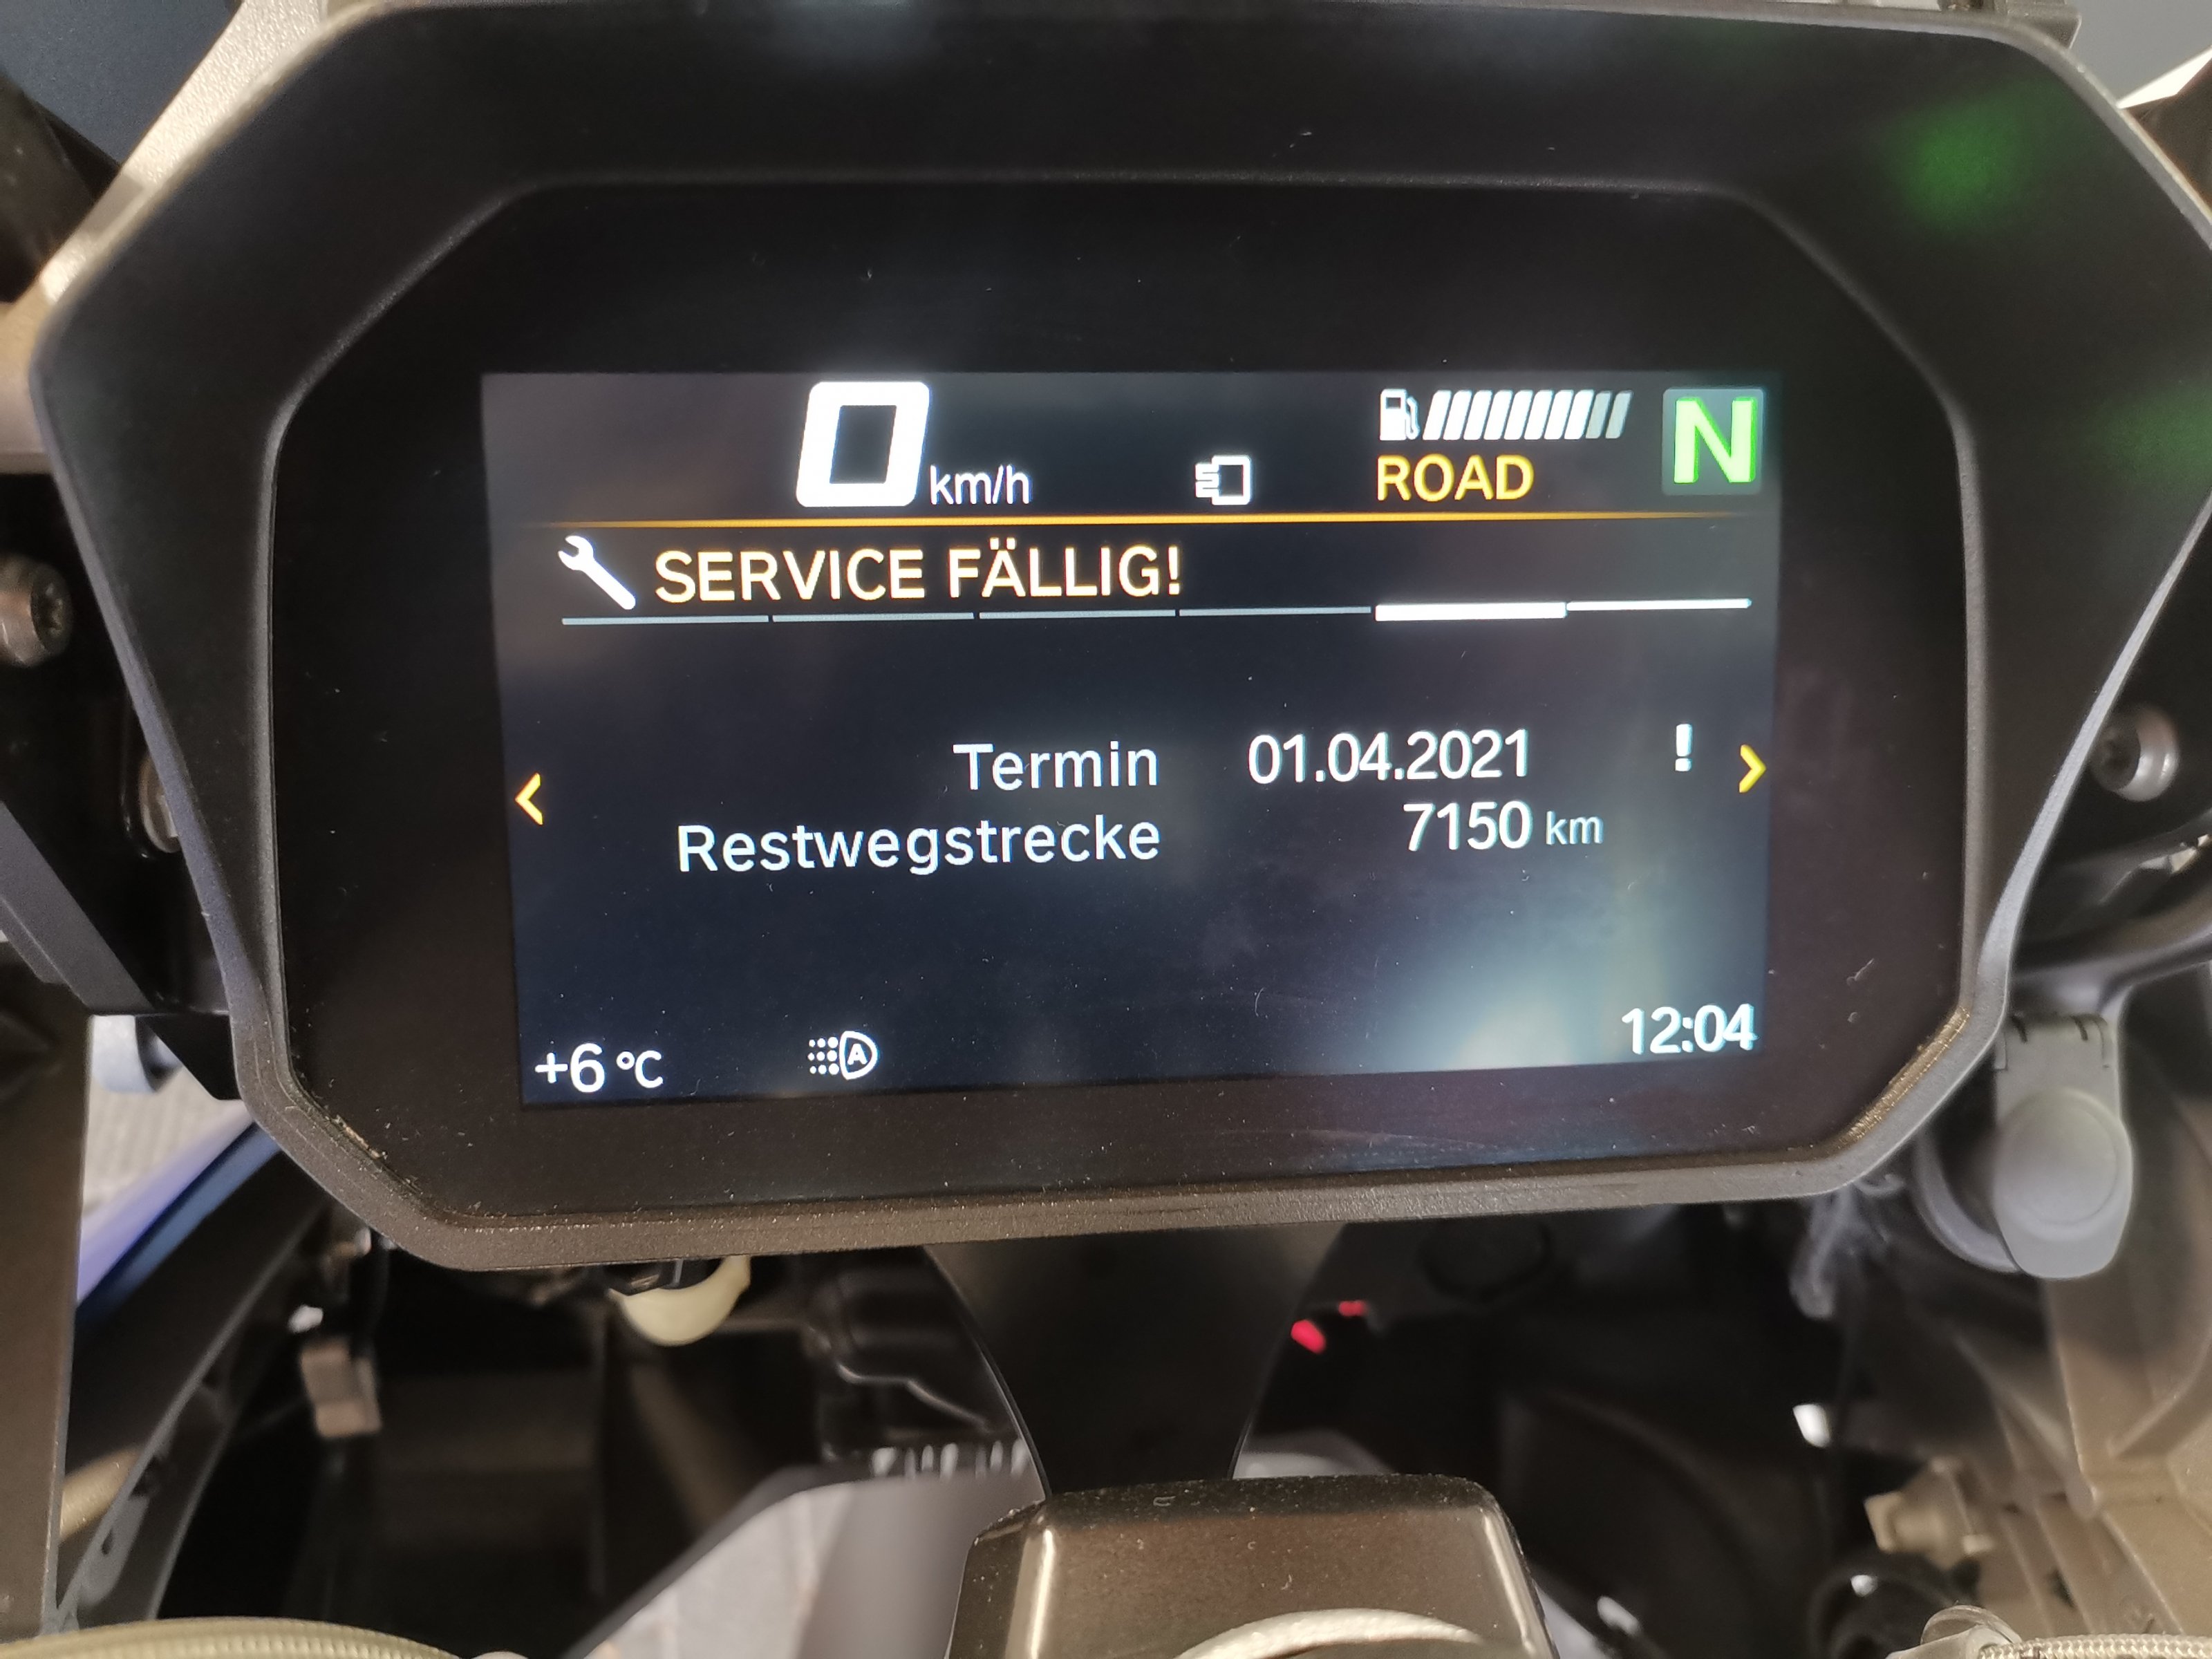 0 km/h
ROAD N
SERVICE FÄLLIG!
Termin 01.04.2021 !
Restwegstrecke 7150 km
+6 °C A 12:04